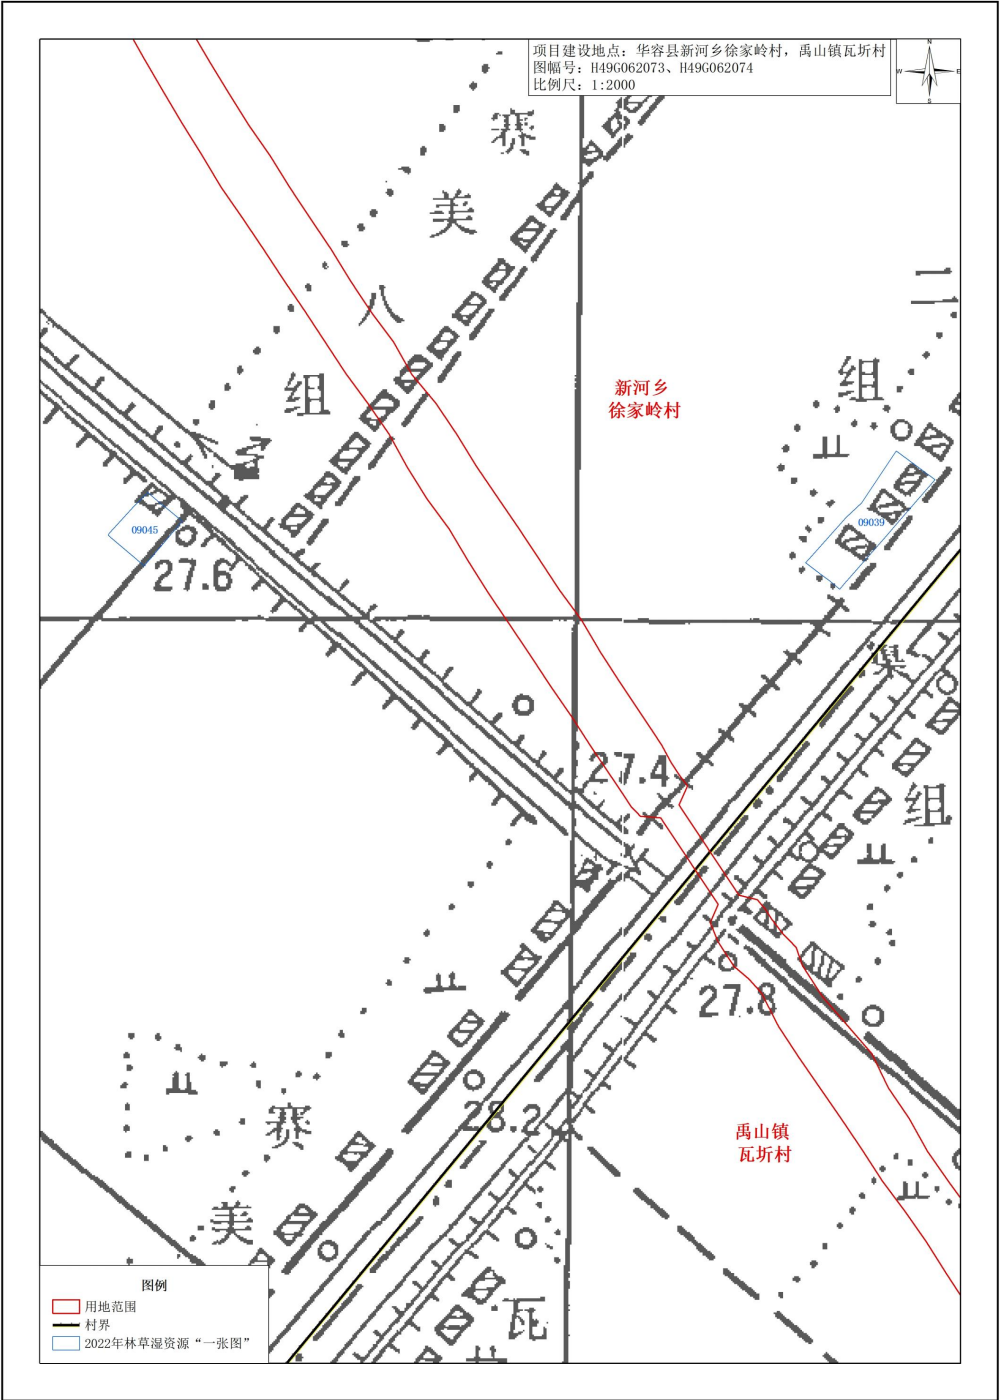 项目建设地点：华容县新河乡徐家岭村，禹山镇瓦圻村
图幅号：H49G062073、H49G062074
比例尺：1:2000
N
W
E
S
赛
美
八
组
二
组
新河乡
徐家岭村
09045
09039
27.6
渠
27.4
组
27.8
28.2
赛
美
禹山镇
瓦圻村
瓦
图例
用地范围
村界
2022年林草湿资源“一张图”